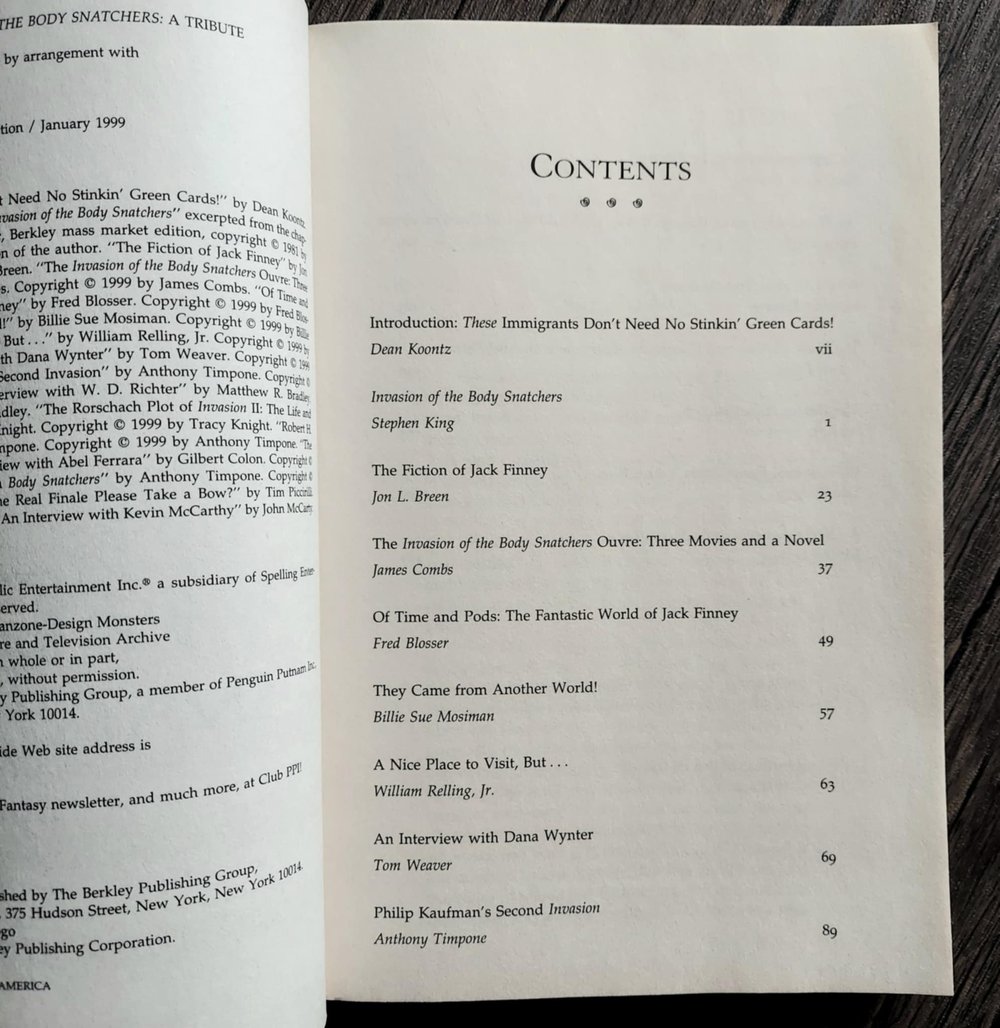 THE BODY SNATCHERS: A TRIBUTE
by arrangement with
tion / January 1999
t Need No Stinkin' Green Cards!" by Dean Koontz.
vasion of the Body Snatchers" excerpted from the chap-
, Berkley mass market edition, copyright © 1981 by
n of the author. "The Fiction of Jack Finney" by Jon
Breen. "The Invasion of the Body Snatchers Ouvre: Three
s. Copyright © 1999 by James Combs. "Of Time and
ney" by Fred Blosser. Copyright © 1999 by Fred Blos-
d!" by Billie Sue Mosiman. Copyright © 1999 by Billie
But . . ." by William Relling, Jr. Copyright © 1999 by
th Dana Wynter" by Tom Weaver. Copyright © 1999
Second Invasion" by Anthony Timpone. Copyright ©
erview with W. D. Richter" by Matthew R. Bradley.
dley. "The Rorschach Plot of Invasion II: The Life and
night. Copyright © 1999 by Tracy Knight. "Robert H.
mpone. Copyright © 1999 by Anthony Timpone. "The
iew with Abel Ferrara" by Gilbert Colon. Copyright ©
Body Snatchers" by Anthony Timpone. Copyright ©
e Real Finale Please Take a Bow?" by Tim Piccirilli.
An Interview with Kevin McCarthy" by John McCarty
lic Entertainment Inc.® a subsidiary of Spelling Enter-
served.
anzone-Design Monsters
re and Television Archive
n whole or in part,
, without permission.
y Publishing Group, a member of Penguin Putnam Inc.
York 10014.
ide Web site address is
Fantasy newsletter, and much more, at Club PPI!
shed by The Berkley Publishing Group,
, 375 Hudson Street, New York, New York 10014.
go
ey Publishing Corporation.
AMERICA
CONTENTS
Introduction: These Immigrants Don't Need No Stinkin' Green Cards!
Dean Koontz vii
Invasion of the Body Snatchers
Stephen King 1
The Fiction of Jack Finney
Jon L. Breen 23
The Invasion of the Body Snatchers Ouvre: Three Movies and a Novel
James Combs 37
Of Time and Pods: The Fantastic World of Jack Finney
Fred Blosser 49
They Came from Another World!
Billie Sue Mosiman 57
A Nice Place to Visit, But . . .
William Relling, Jr. 63
An Interview with Dana Wynter
Tom Weaver 69
Philip Kaufman's Second Invasion
Anthony Timpone 89